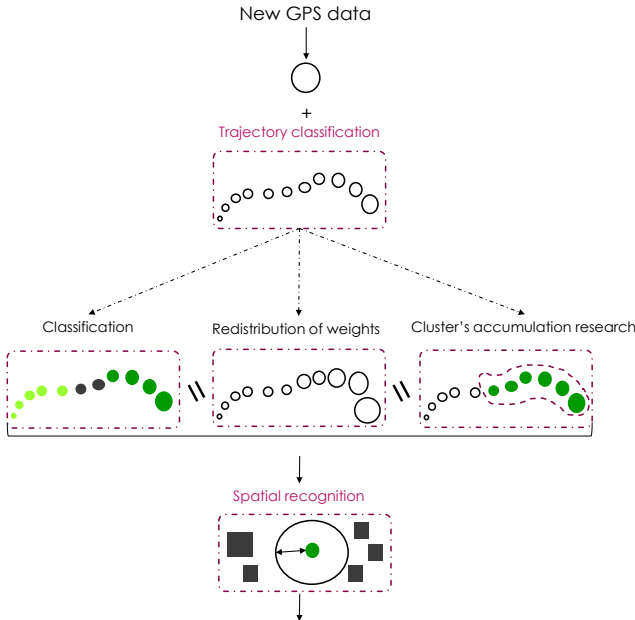 New GPS data
+
Trajectory classification
Classification
Redistribution of weights
Cluster's accumulation research
Spatial recognition